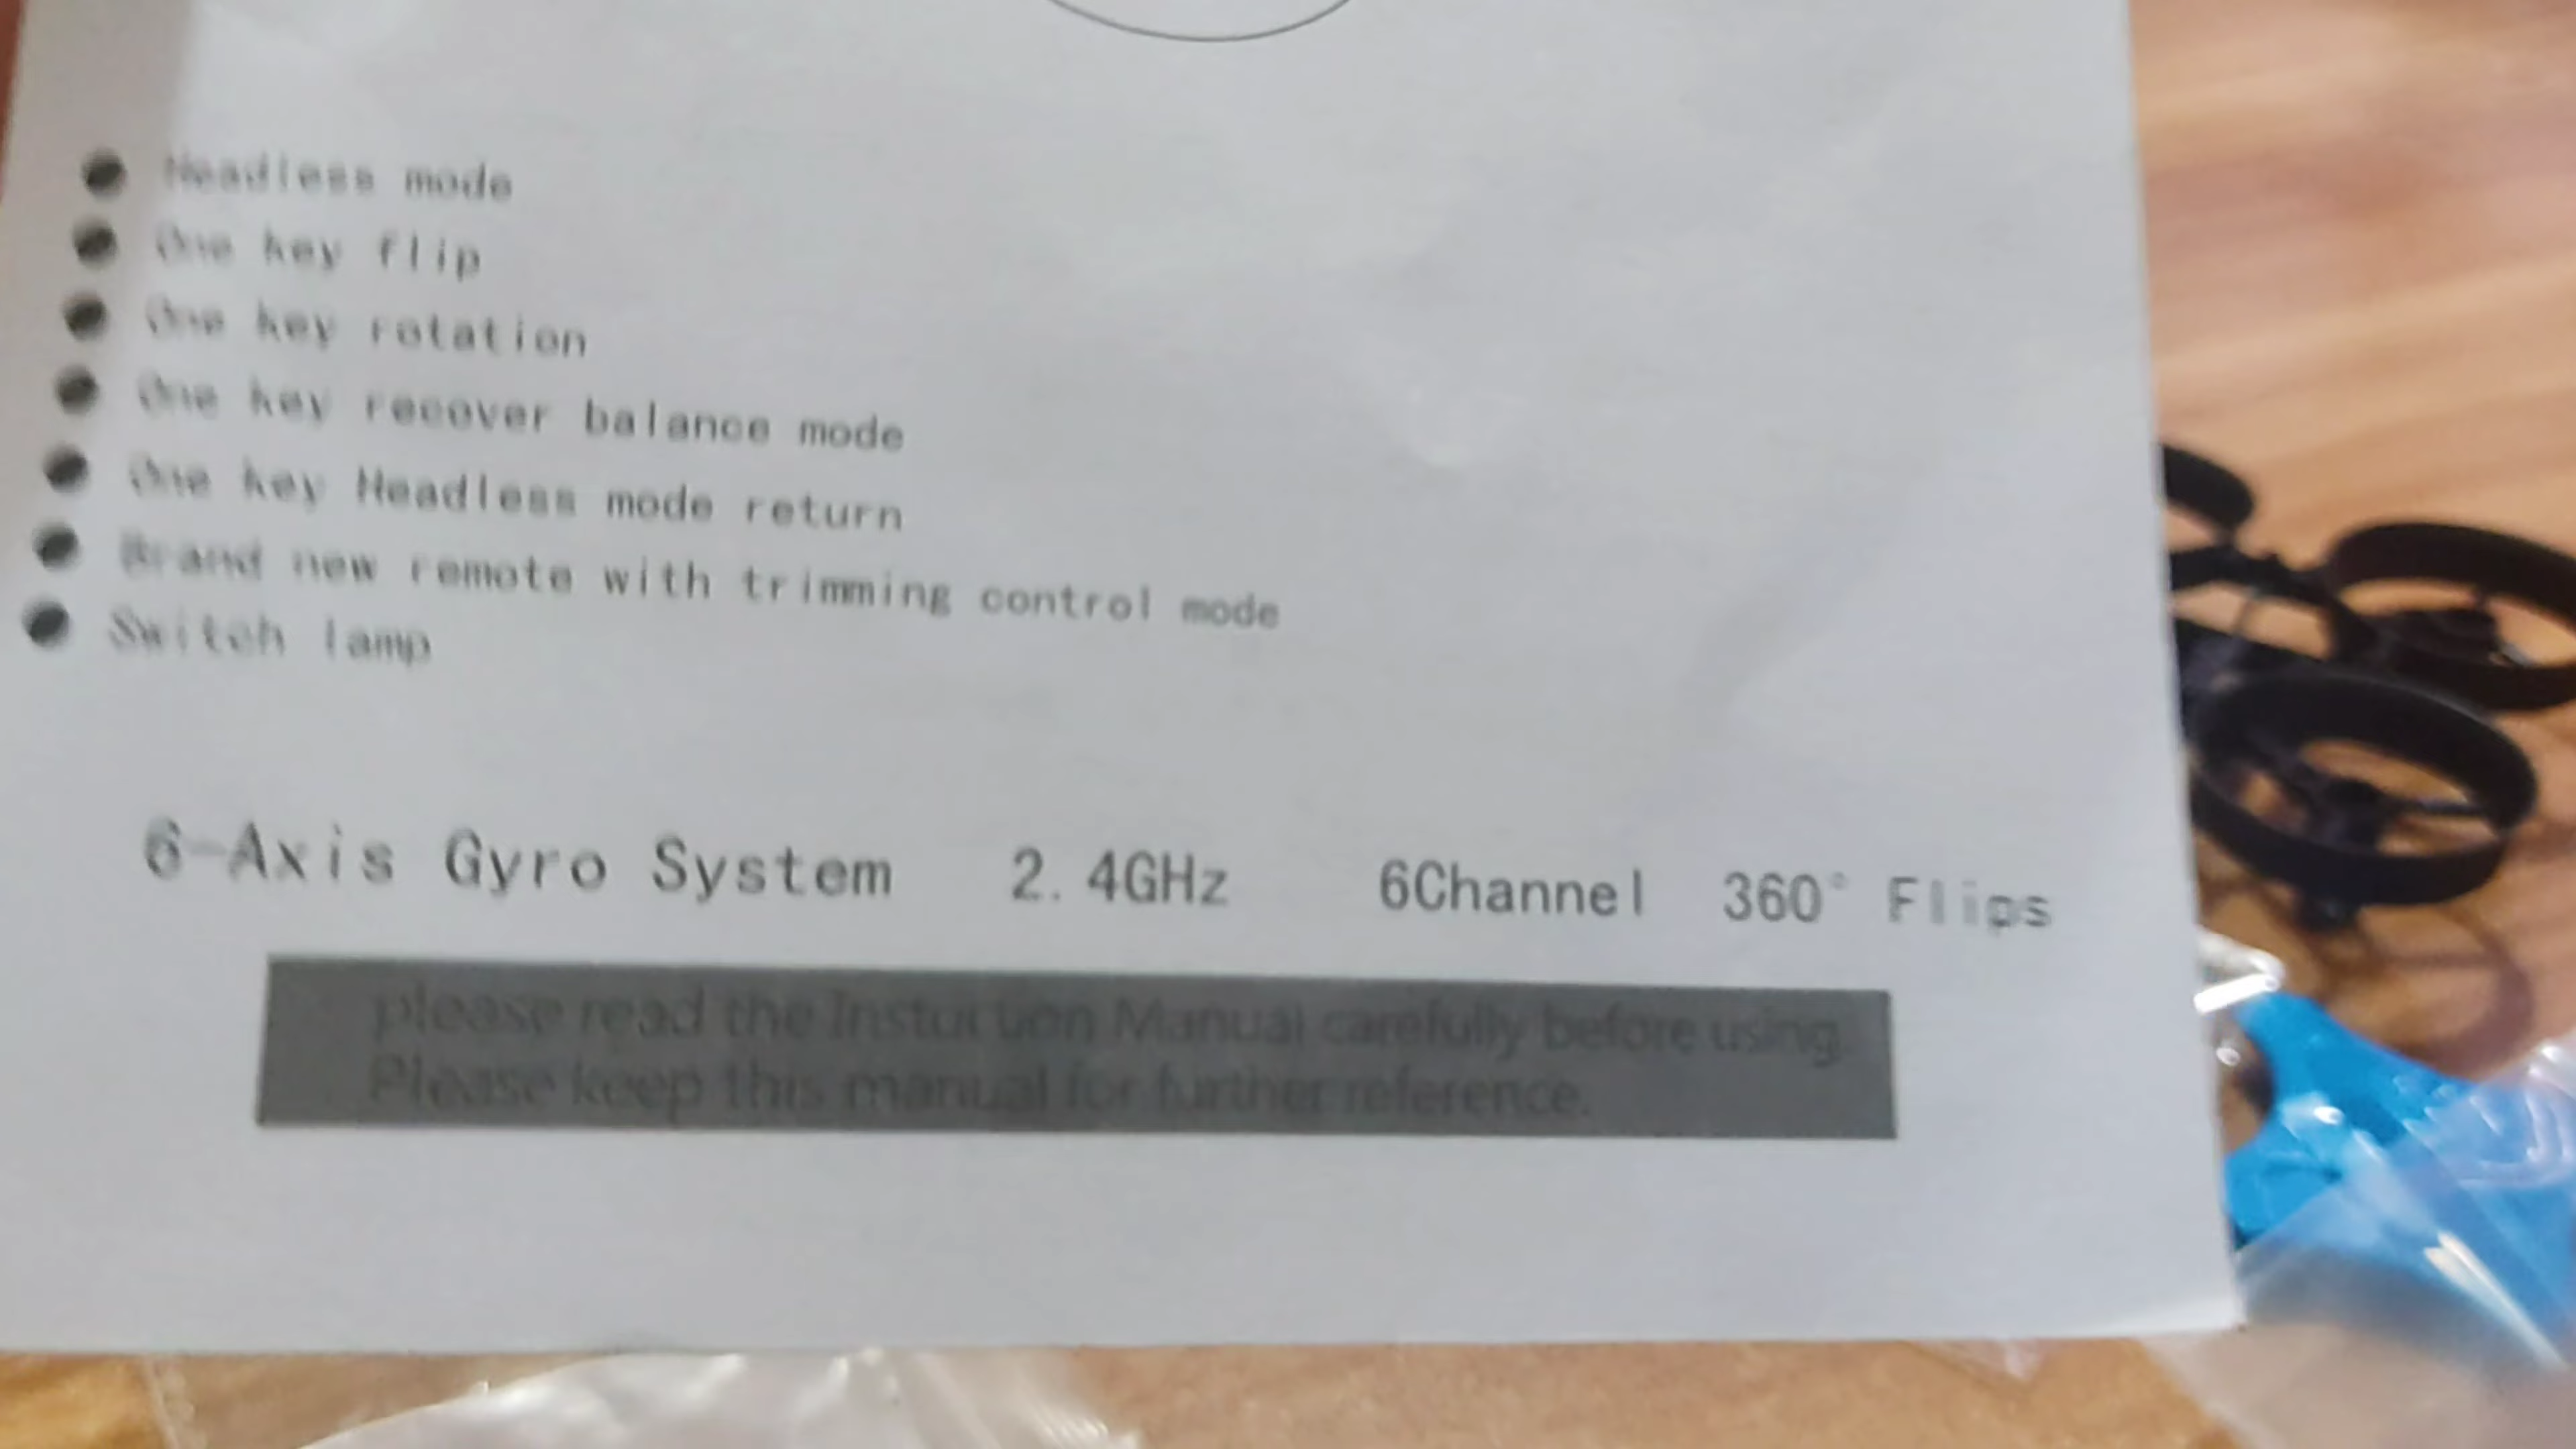 ● Headless mode
● One key flip
● One key rotation
● One key recover balance mode
● One key Headless mode return
● Brand new remote with trimming control mode
● Switch lamp
6-Axis Gyro System 2.4GHz 6Channel 360° Flips
please read the Instuction Manual carefully before using.
Please keep this manual for further reference.